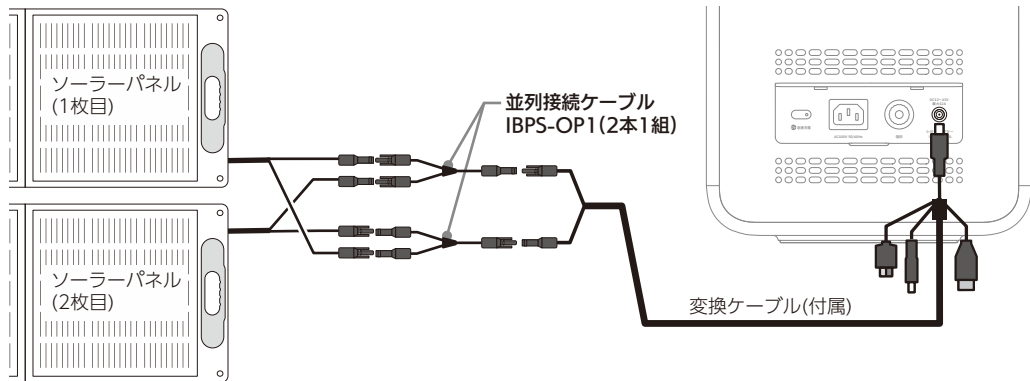 ソーラーパネル
(1枚目)
並列接続ケーブル
IBPS-OP1(2本1組)
ソーラーパネル
(2枚目)
変換ケーブル(付属)